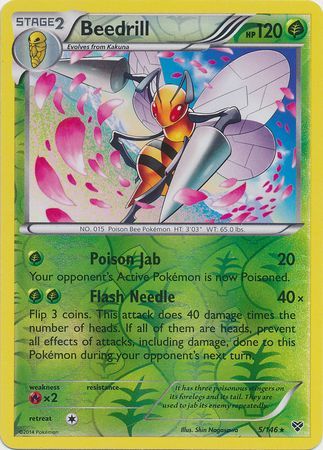 STAGE2 Beedrill HP120
Evolves from Kakuna
NO. 015 Poison Bee Pokémon HT: 3'03" WT: 65.0 lbs.
Poison Jab 20
Your opponent's Active Pokémon is now Poisoned.
Flash Needle 40×
Flip 3 coins. This attack does 40 damage times
the number of heads. If all of them are heads, prevent
all effects of attacks, including damage, done to this
Pokémon during your opponent's next turn.
weakness resistance
×2
retreat
It has three poisonous stingers on
its forelegs and its tail. They are
used to jab its enemy repeatedly.
©2014 Pokémon
Illus. Shin Nagasawa
5/146★